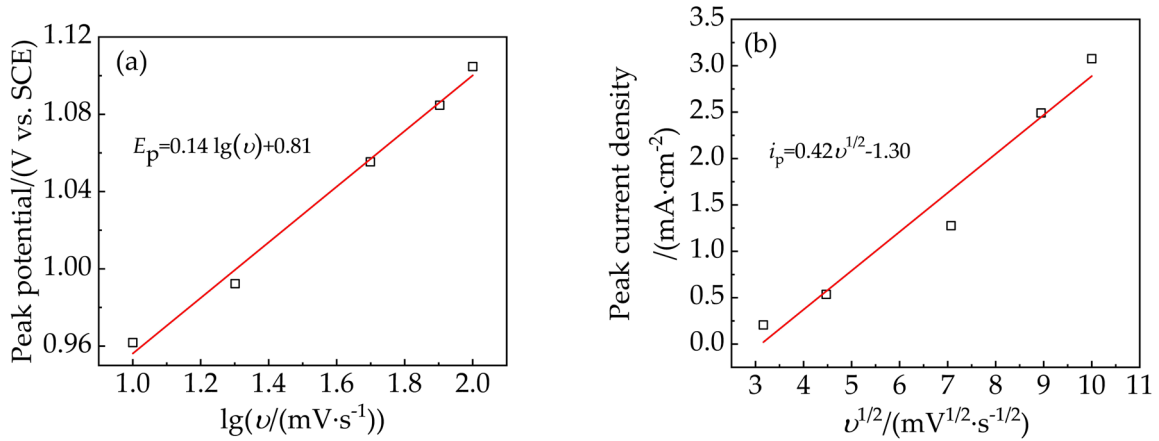 (a)
Peak potential/(V vs. SCE)
1.12
1.08
1.04
1.00
0.96
Eₚ=0.14 lg(υ)+0.81
1.0 1.2 1.4 1.6 1.8 2.0
lg(υ/(mV·s⁻¹))
(b)
Peak current density
/(mA·cm⁻²)
3.5
3.0
2.5
2.0
1.5
1.0
0.5
0.0
iₚ=0.42υ¹/²-1.30
3 4 5 6 7 8 9 10 11
υ¹/²/(mV¹/²·s⁻¹/²)